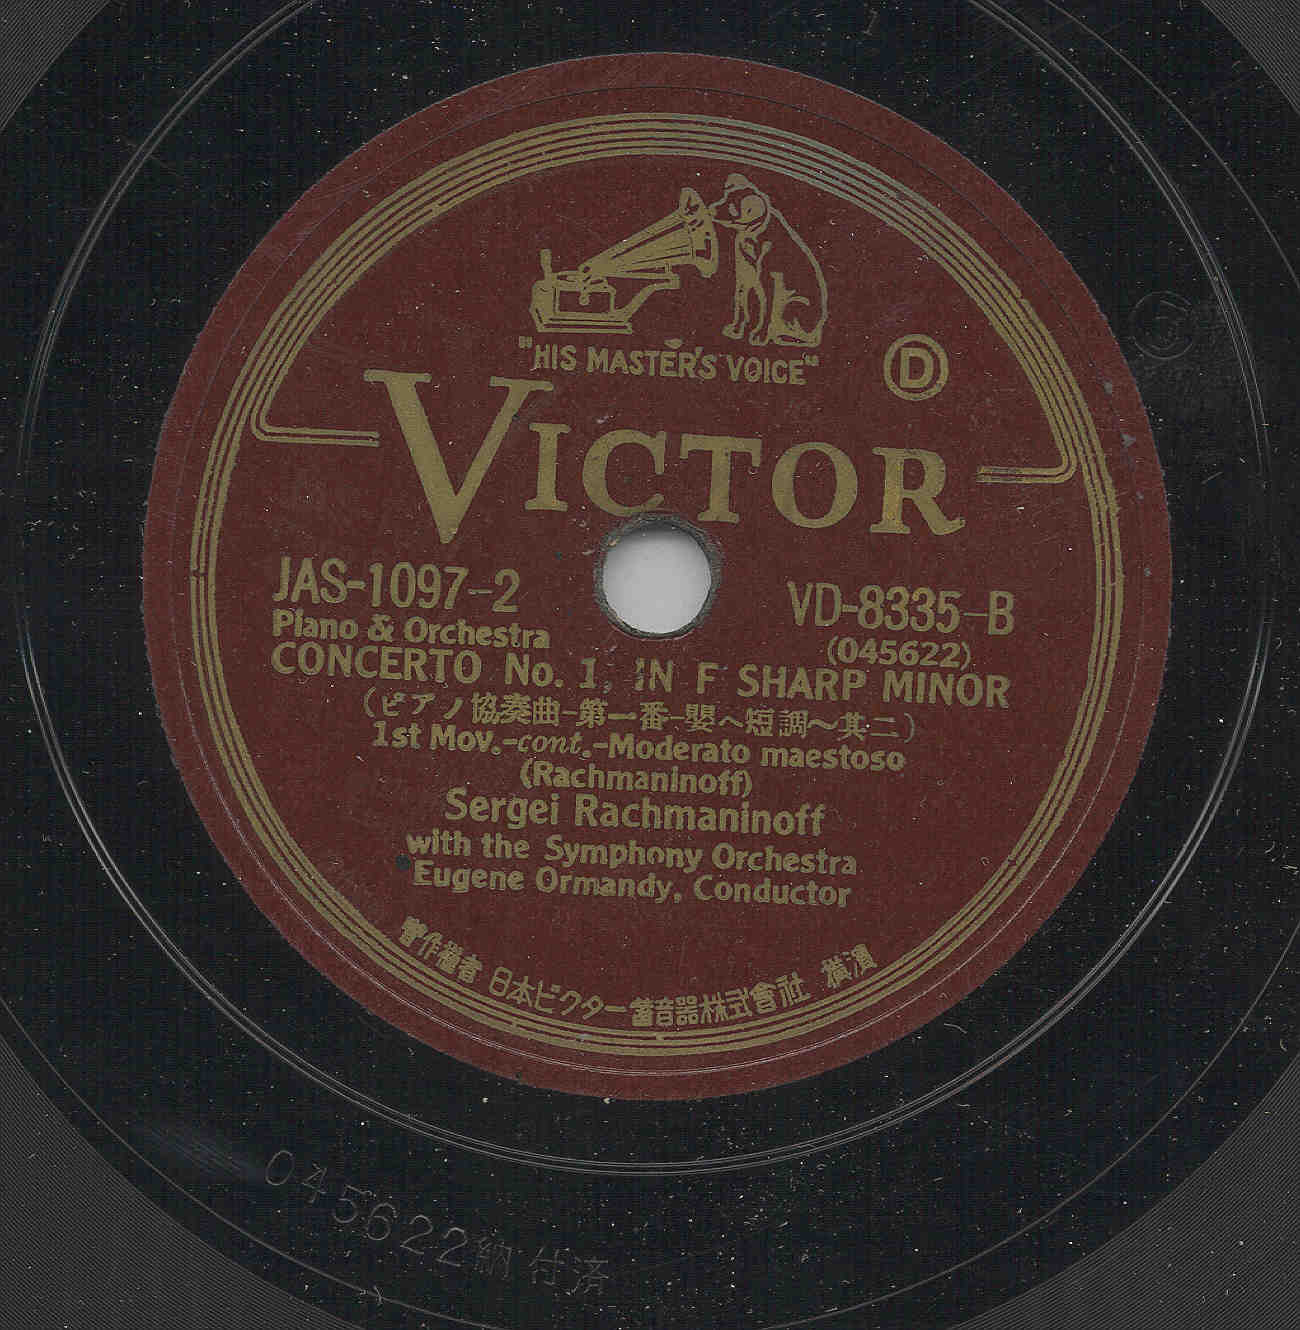 "HIS MASTER'S VOICE"
D
VICTOR
JAS-1097-2
VD-8335-B
Piano & Orchestra
(045622)
CONCERTO No. 1, IN F SHARP MINOR
(ピアノ協奏曲-第一番-嬰ヘ短調~其二)
1st Mov.-cont.-Moderato maestoso
(Rachmaninoff)
Sergei Rachmaninoff
with the Symphony Orchestra
Eugene Ormandy, Conductor
著作權者 日本ビクター蓄音器株式會社 橫濱
045622納付済